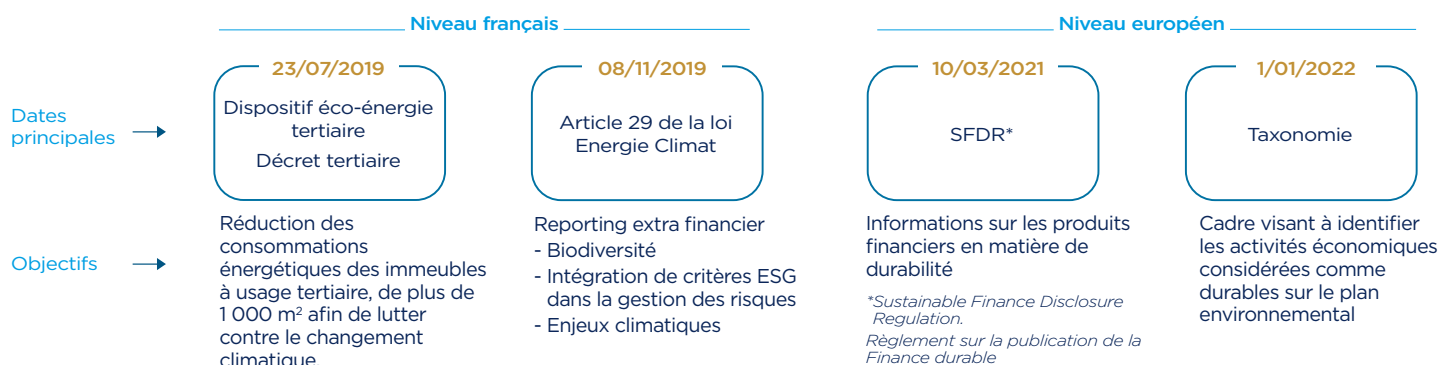 Niveau français
Niveau européen
23/07/2019
08/11/2019
10/03/2021
1/01/2022
Dates
principales
Dispositif éco-énergie
tertiaire
Décret tertiaire
Article 29 de la loi
Energie Climat
SFDR*
Taxonomie
Objectifs
Réduction des
consommations
énergétiques des immeubles
à usage tertiaire, de plus de
1 000 m² afin de lutter
contre le changement
climatique.
Reporting extra financier
- Biodiversité
- Intégration de critères ESG
dans la gestion des risques
- Enjeux climatiques
Informations sur les produits
financiers en matière de
durabilité
*Sustainable Finance Disclosure
Regulation.
Règlement sur la publication de la
Finance durable
Cadre visant à identifier
les activités économiques
considérées comme
durables sur le plan
environnemental